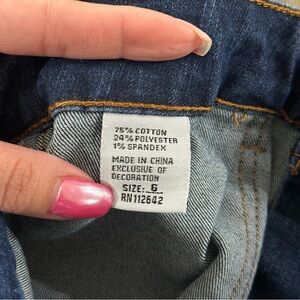 75% COTTON
24% POLYESTER
1% SPANDEX
MADE IN CHINA
EXCLUSIVE OF
DECORATION
SIZE: 6
RN 112642